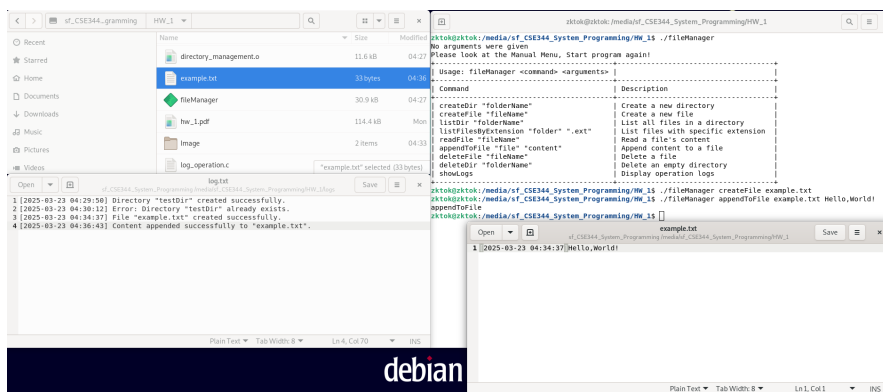 sf_CSE344...gramming HW_1
Name Size Modified
Recent
Starred
Home
Documents
Downloads
Music
Pictures
Videos
directory_management.o 11.6 kB 04:27
example.txt 33 bytes 04:36
fileManager 30.9 kB 04:27
hw_1.pdf 114.4 kB Mon
Image 2 items 04:33
log_operation.c
"example.txt" selected (33 bytes)
Open log.txt Save
1 [2025-03-23 04:29:50] Directory "testDir" created successfully.
2 [2025-03-23 04:30:12] Error: Directory "testDir" already exists.
3 [2025-03-23 04:34:37] File "example.txt" created successfully.
4 [2025-03-23 04:36:43] Content appended successfully to "example.txt".
Plain Text Tab Width: 8 Ln 4, Col 70 INS
debian
zktok@zktok: /media/sf_CSE344_System_Programming/HW_1
zktok@zktok:/media/sf_CSE344_System_Programming/HW_1$ ./fileManager
No arguments were given
Please look at the Manual Menu, Start program again!
+-------------------------------------------+--------------------------------------+
| Usage: fileManager <command> <arguments> | |
+-------------------------------------------+--------------------------------------+
| Command | Description |
+-------------------------------------------+--------------------------------------+
| createDir "folderName" | Create a new directory |
| createFile "fileName" | Create a new file |
| listDir "folderName" | List all files in a directory |
| listFilesByExtension "folder" ".ext" | List files with specific extension |
| readFile "fileName" | Read a file's content |
| appendToFile "file" "content" | Append content to a file |
| deleteFile "fileName" | Delete a file |
| deleteDir "folderName" | Delete an empty directory |
| showLogs | Display operation logs |
+-------------------------------------------+--------------------------------------+
zktok@zktok:/media/sf_CSE344_System_Programming/HW_1$ ./fileManager createFile example.txt
zktok@zktok:/media/sf_CSE344_System_Programming/HW_1$ ./fileManager appendToFile example.txt Hello,World!
appendToFile
zktok@zktok:/media/sf_CSE344_System_Programming/HW_1$
Open example.txt Save
sf_CSE344_System_Programming /media/sf_CSE344_System_Programming/HW_1
1 [2025-03-23 04:34:37]Hello,World!
Plain Text Tab Width: 8 Ln 1, Col 1 INS